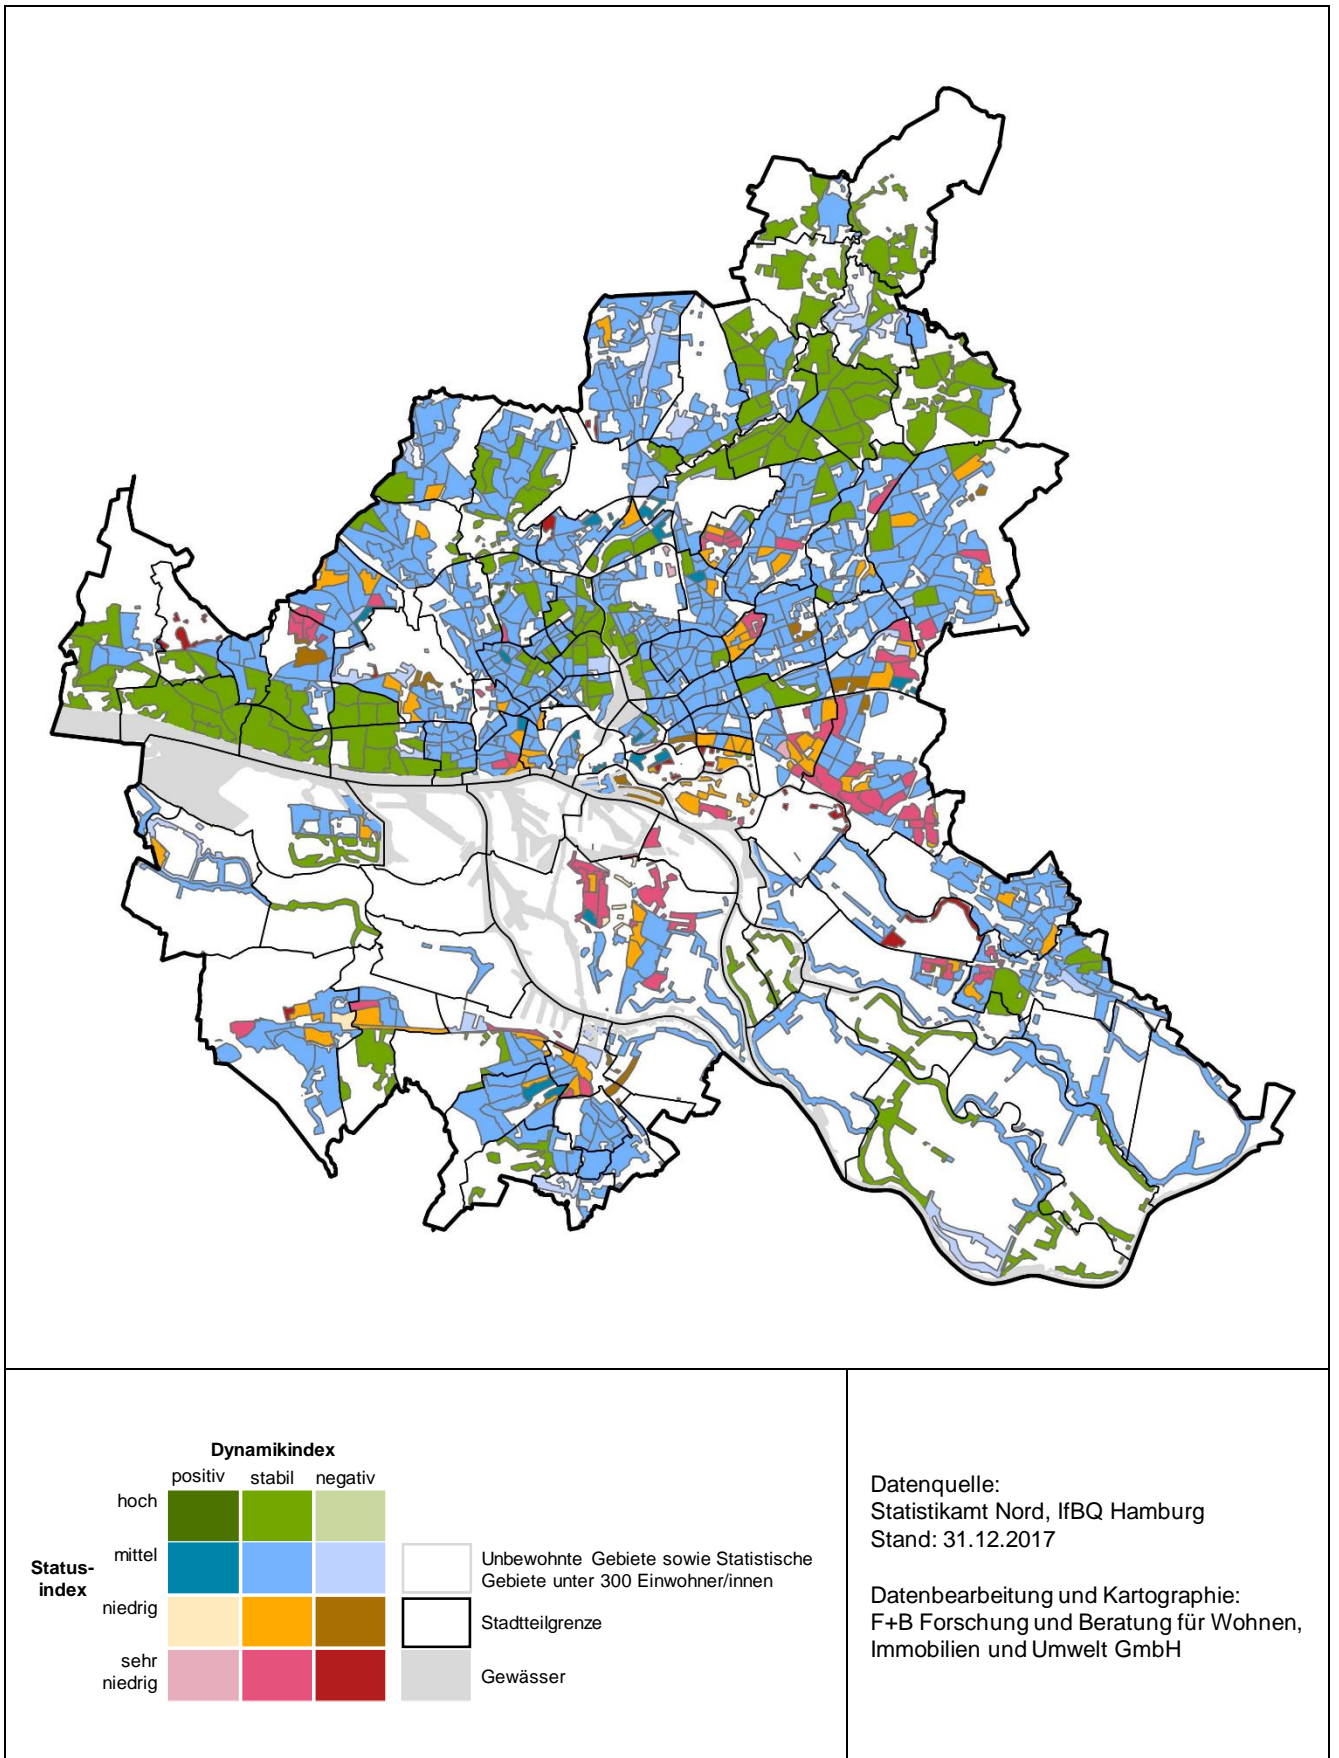 Dynamikindex
positiv stabil negativ
hoch
mittel
Status-
index
niedrig
sehr
niedrig
Unbewohnte Gebiete sowie Statistische
Gebiete unter 300 Einwohner/innen
Stadtteilgrenze
Gewässer
Datenquelle:
Statistikamt Nord, IfBQ Hamburg
Stand: 31.12.2017
Datenbearbeitung und Kartographie:
F+B Forschung und Beratung für Wohnen,
Immobilien und Umwelt GmbH